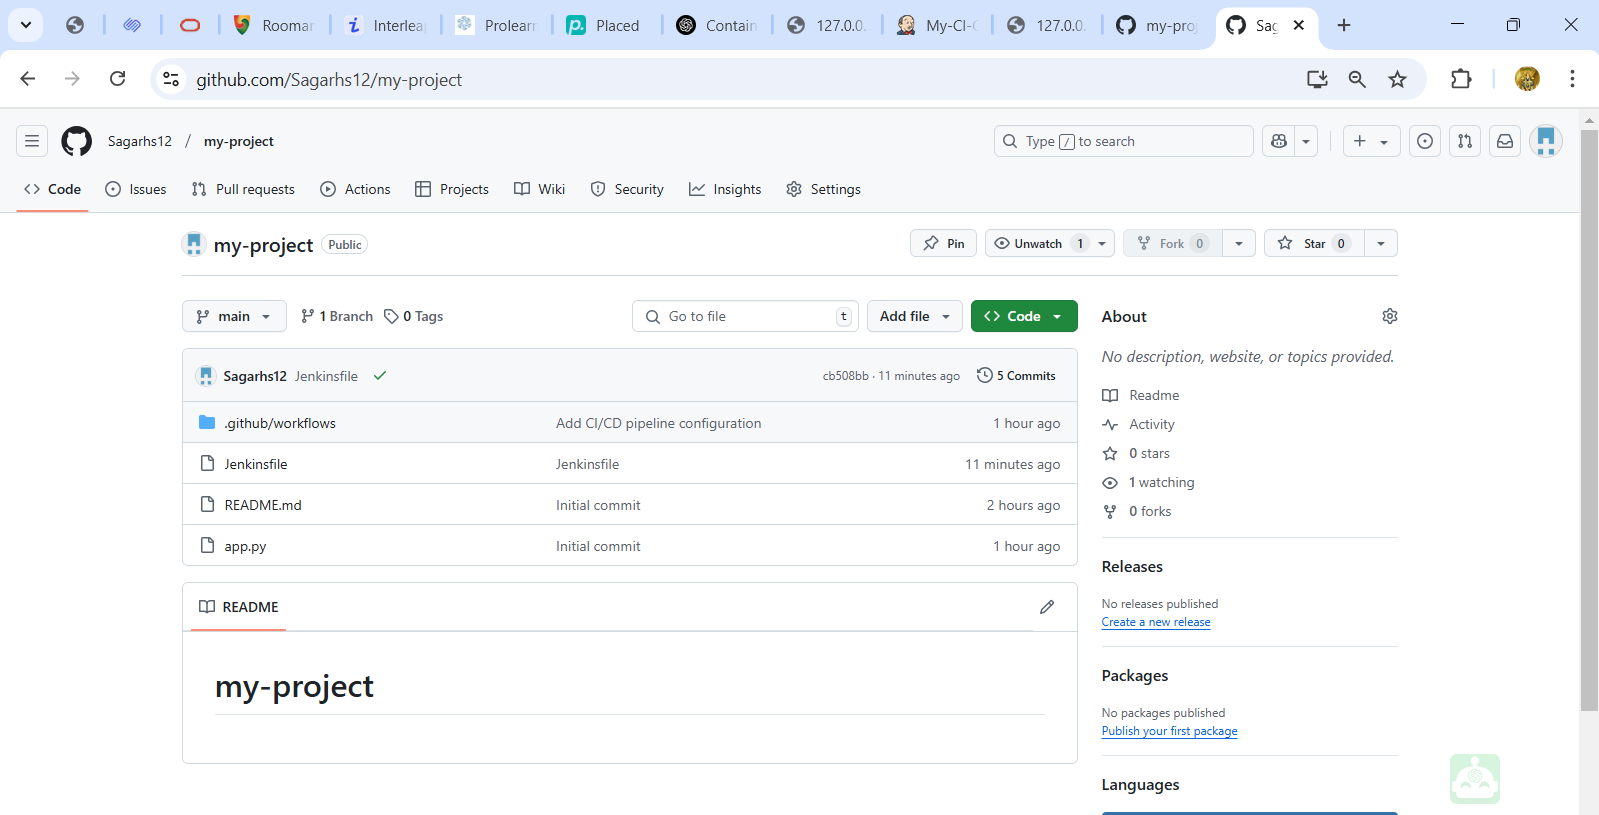 Rooman
Interleap
Prolearn
Placed
Contain
127.0.0.
My-CI-C
127.0.0.
my-proj
Sag
github.com/Sagarhs12/my-project
Sagarhs12 / my-project
Type / to search
Code
Issues
Pull requests
Actions
Projects
Wiki
Security
Insights
Settings
my-project Public
Pin
Unwatch 1
Fork 0
Star 0
main
1 Branch
0 Tags
Go to file t
Add file
Code
Sagarhs12 Jenkinsfile
cb508bb · 11 minutes ago
5 Commits
.github/workflows Add CI/CD pipeline configuration 1 hour ago
Jenkinsfile Jenkinsfile 11 minutes ago
README.md Initial commit 2 hours ago
app.py Initial commit 1 hour ago
README
my-project
About
No description, website, or topics provided.
Readme
Activity
0 stars
1 watching
0 forks
Releases
No releases published
Create a new release
Packages
No packages published
Publish your first package
Languages